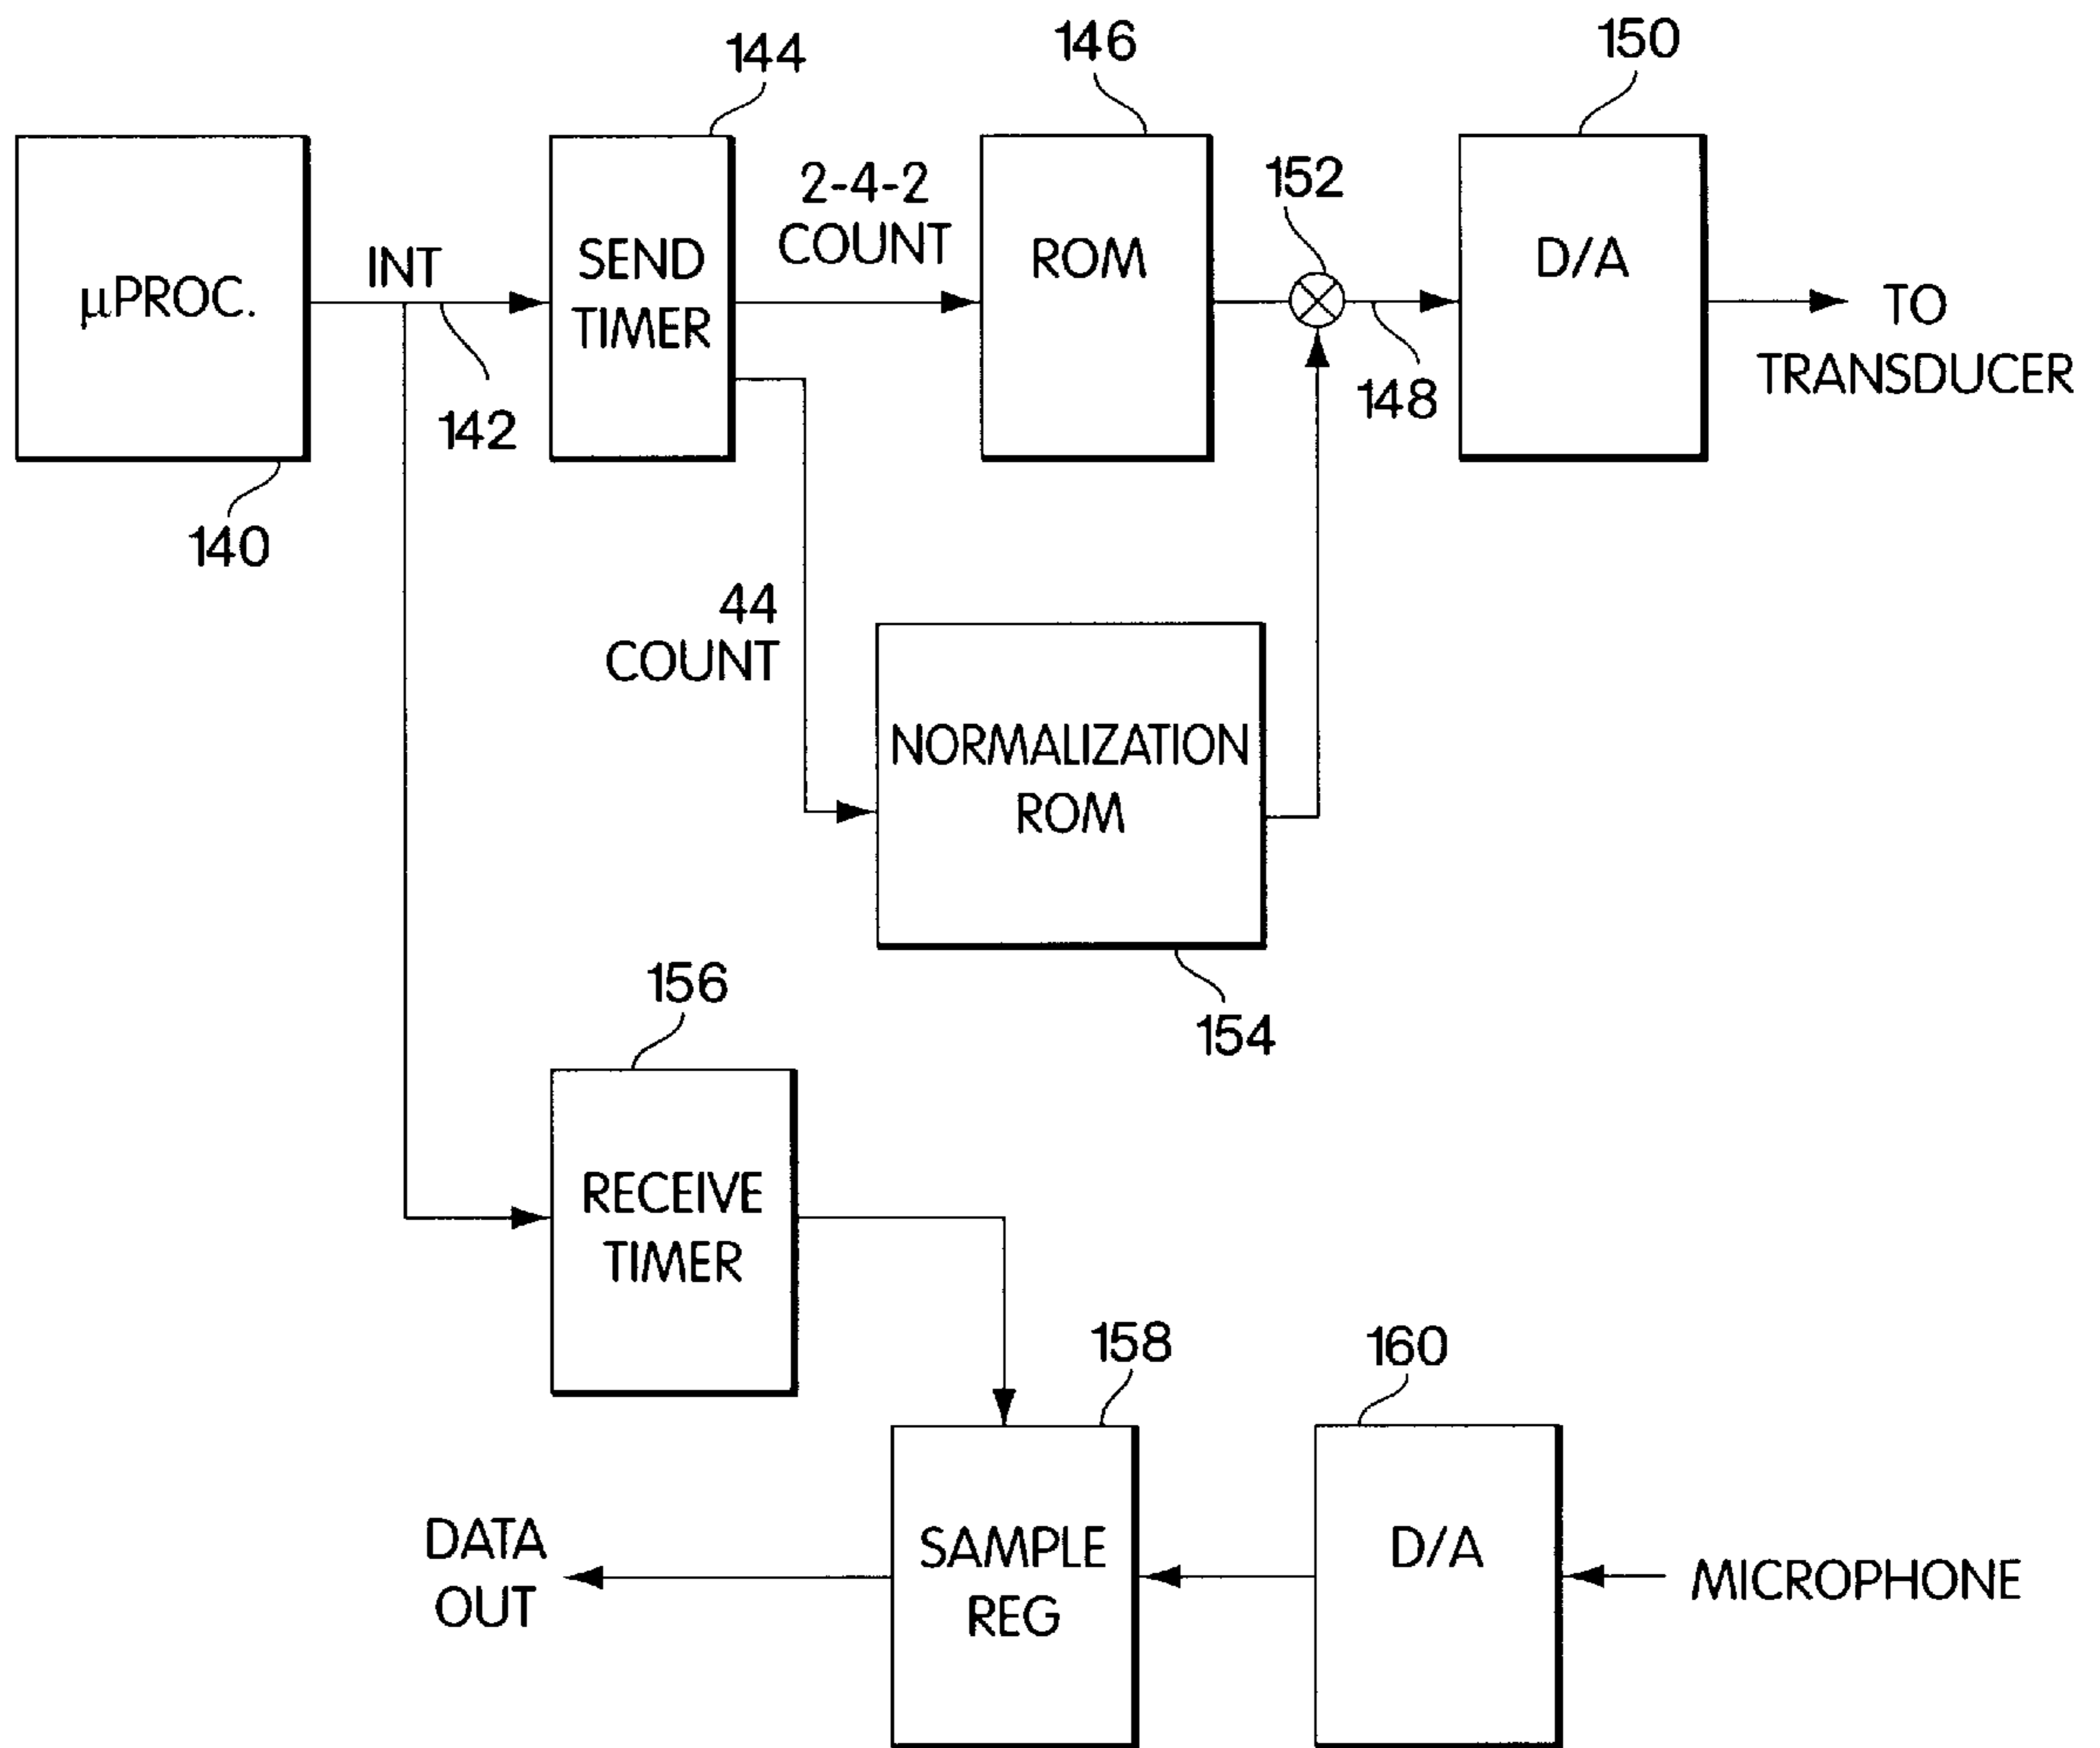 144
146
150
152
2-4-2
COUNT
µPROC.
INT
SEND
TIMER
ROM
D/A
TO
TRANSDUCER
142
148
140
44
COUNT
NORMALIZATION
ROM
154
156
RECEIVE
TIMER
158
160
DATA
OUT
SAMPLE
REG
D/A
MICROPHONE